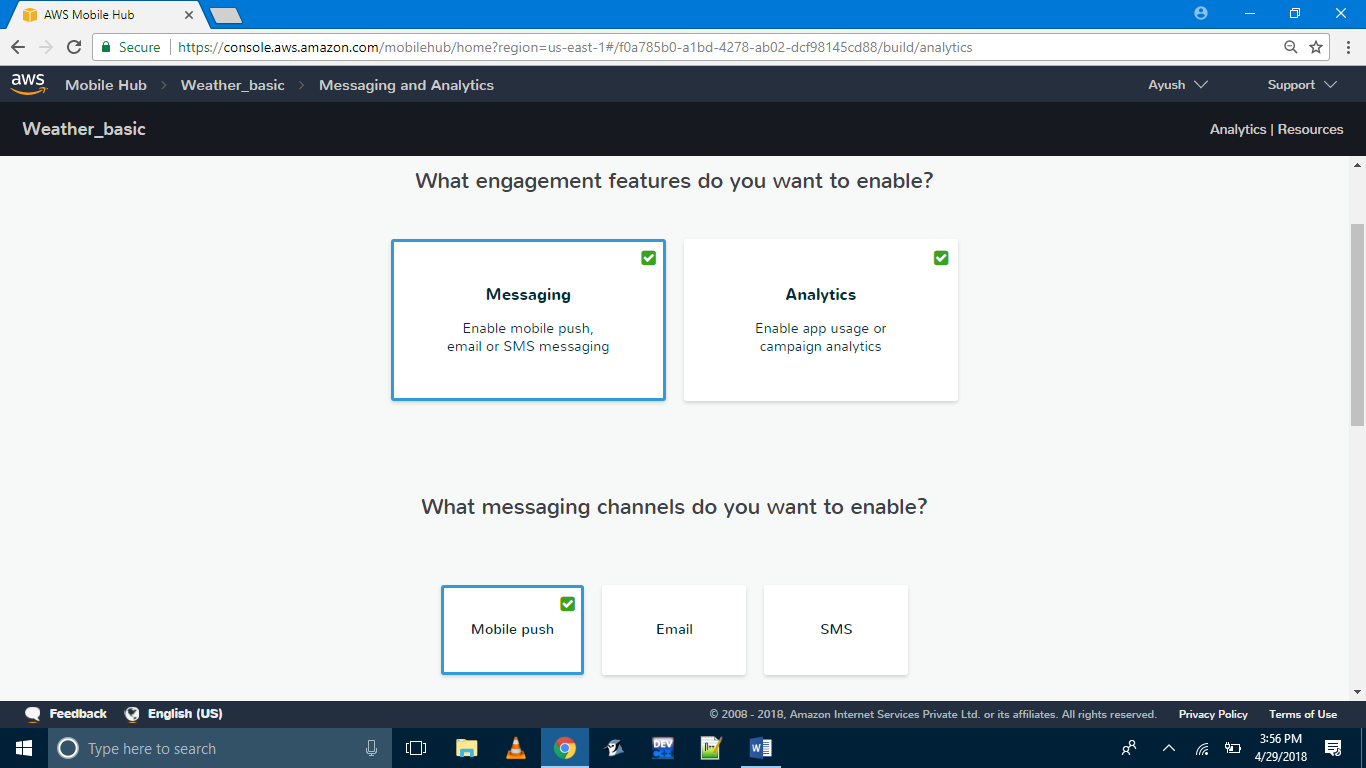 AWS Mobile Hub
Secure
https://console.aws.amazon.com/mobilehub/home?region=us-east-1#/f0a785b0-a1bd-4278-ab02-dcf98145cd88/build/analytics
aws
Mobile Hub > Weather_basic > Messaging and Analytics
Ayush
Support
Weather_basic
Analytics | Resources
What engagement features do you want to enable?
Messaging
Enable mobile push,
email or SMS messaging
Analytics
Enable app usage or
campaign analytics
What messaging channels do you want to enable?
Mobile push
Email
SMS
Feedback
English (US)
© 2008 - 2018, Amazon Internet Services Private Ltd. or its affiliates. All rights reserved.
Privacy Policy
Terms of Use
Type here to search
DEV
3:56 PM
4/29/2018